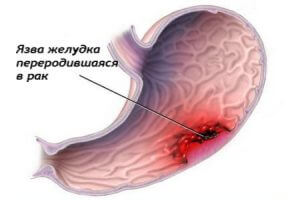 Язва желудка
переродившаяся
в рак